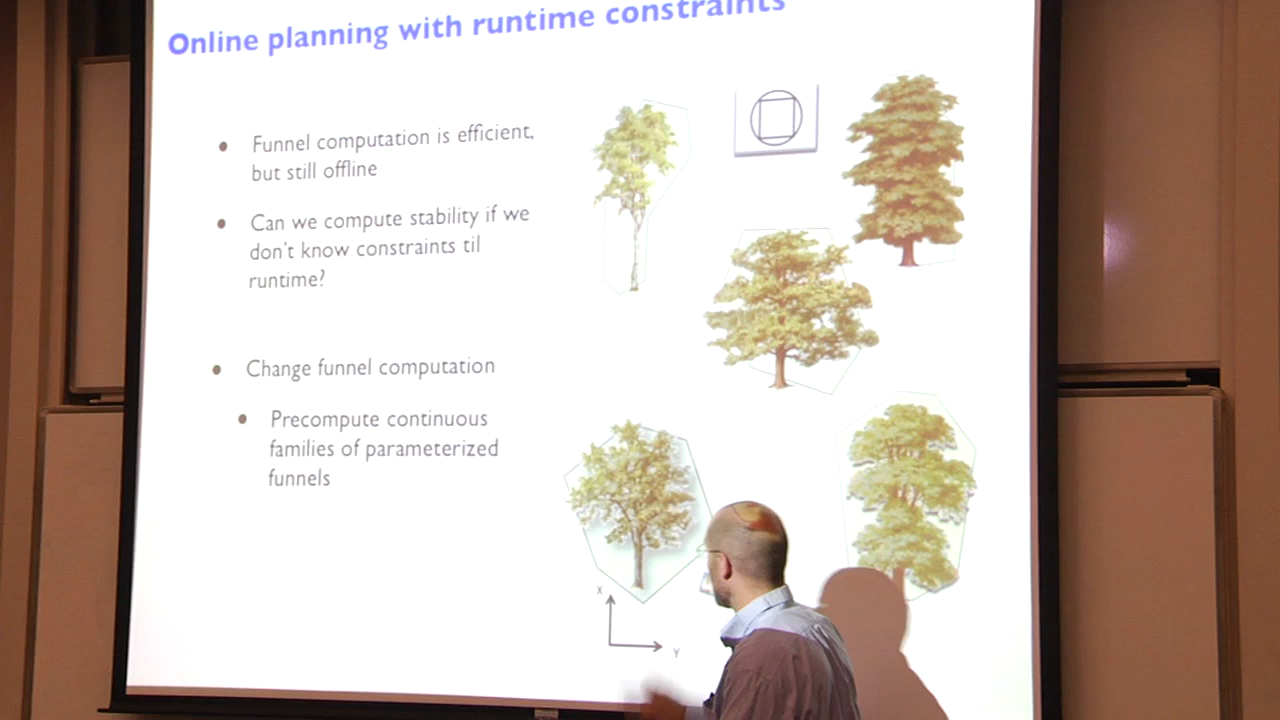 Online planning with runtime constraints
Funnel computation is efficient,
but still offline
Can we compute stability if we
don't know constraints til
runtime?
Change funnel computation
Precompute continuous
families of parameterized
funnels
X
Y